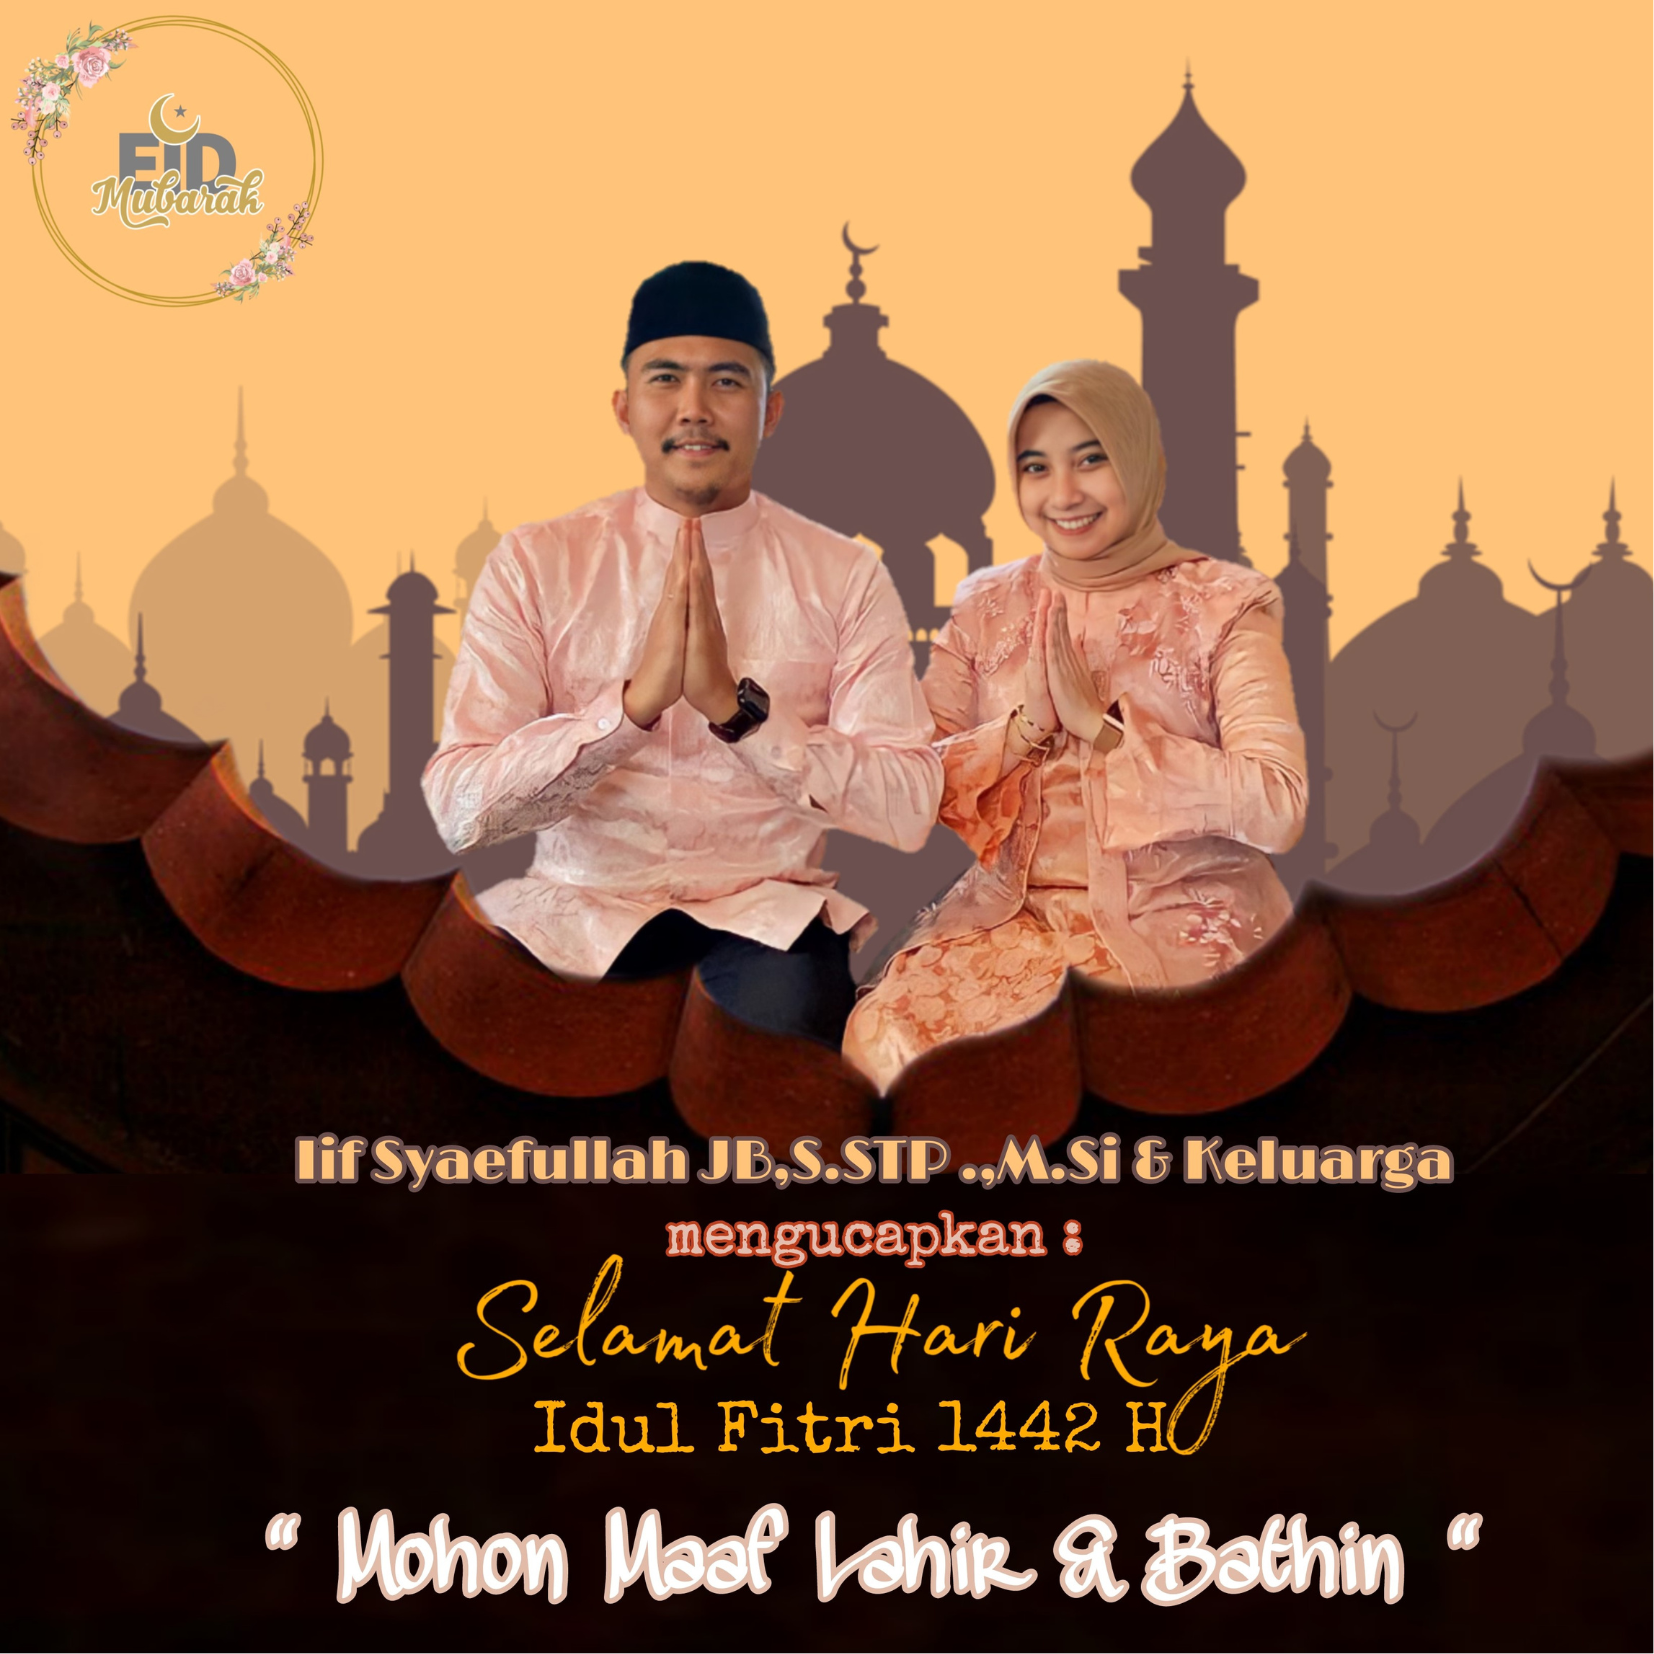 EID
Mubarak
Iif Syaefullah JB,S.STP .,M.Si & Keluarga
mengucapkan :
Selamat Hari Raya
Idul Fitri 1442 H
“ Mohon Maaf Lahir & Bathin “